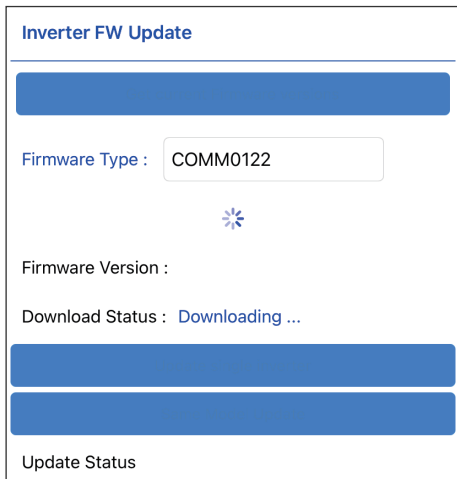 Inverter FW Update
Firmware Type : COMM0122
Firmware Version :
Download Status : Downloading ...
Update Status